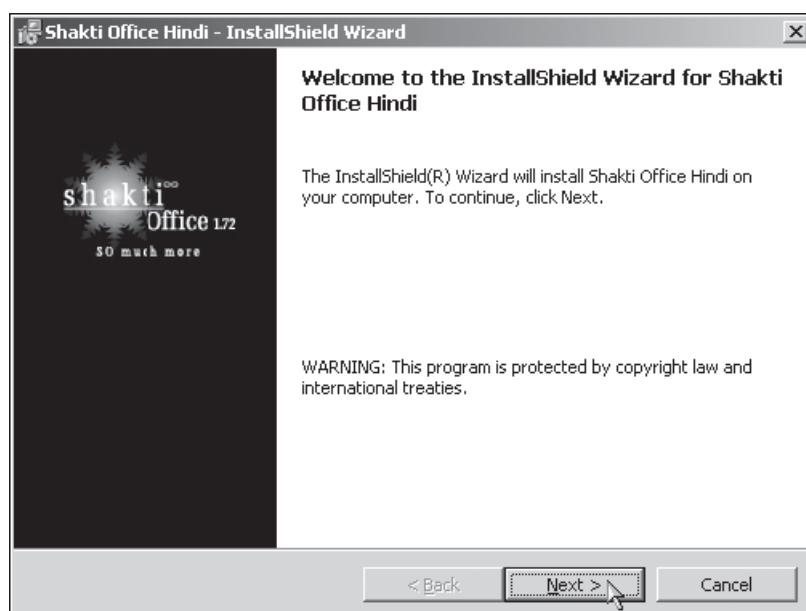 Shakti Office Hindi - InstallShield Wizard
Welcome to the InstallShield Wizard for Shakti
Office Hindi
The InstallShield(R) Wizard will install Shakti Office Hindi on
your computer. To continue, click Next.
shakti∞
Office 1.72
SO much more
WARNING: This program is protected by copyright law and
international treaties.
< Back
Next >
Cancel